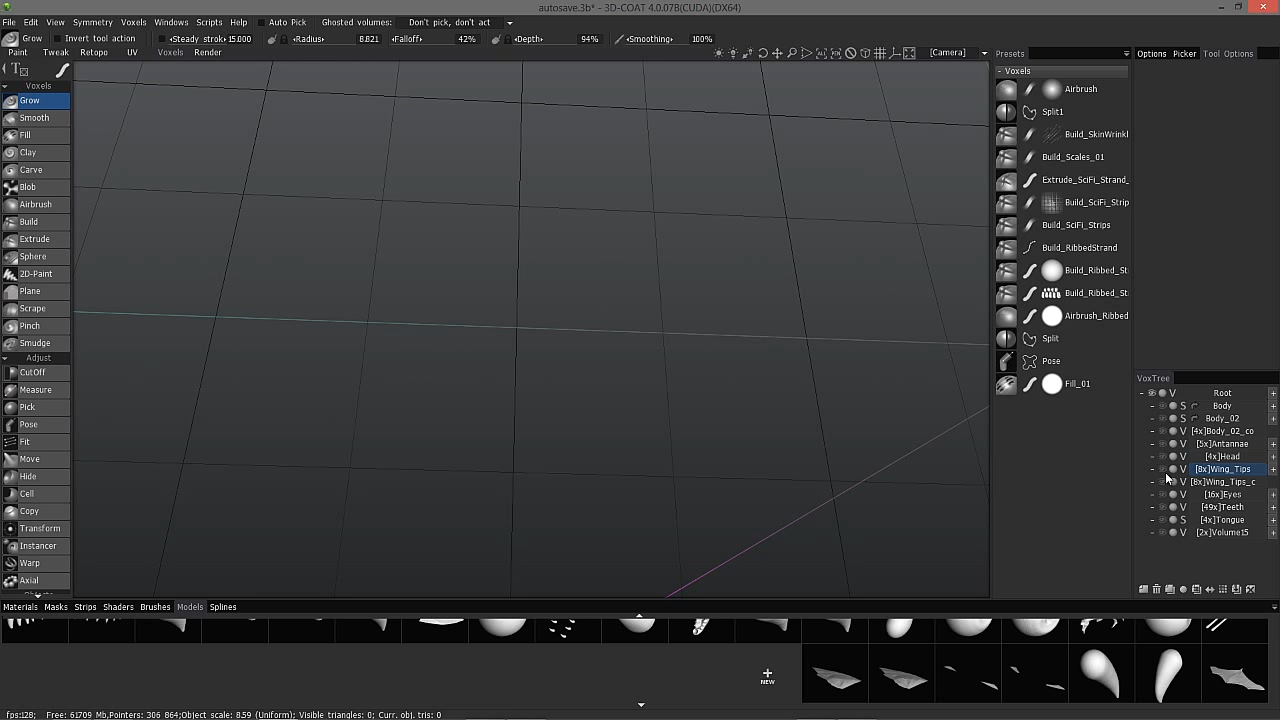 autosave.3b* - 3D-COAT 4.0.07B(CUDA)(DX64)
File Edit View Symmetry Voxels Windows Scripts Help Auto Pick Ghosted volumes: Don't pick, don't act
Grow Invert tool action Steady strok 15.000 Radius 8.821 Falloff 42% Depth 94% Smoothing 100%
Paint Tweak Retopo UV Voxels Render [Camera]
Presets
Options Picker Tool Options
Voxels
Grow
Smooth
Fill
Clay
Carve
Blob
Airbrush
Build
Extrude
Sphere
2D-Paint
Plane
Scrape
Pinch
Smudge
Adjust
CutOff
Measure
Pick
Pose
Fit
Move
Hide
Cell
Copy
Transform
Instancer
Warp
Axial
Voxels
Airbrush
Split1
Build_SkinWrinkl
Build_Scales_01
Extrude_SciFi_Strand_
Build_SciFi_Strip
Build_SciFi_Strips
Build_RibbedStrand
Build_Ribbed_St
Build_Ribbed_St
Airbrush_Ribbed
Split
Pose
Fill_01
VoxTree
V Root +
S Body +
S Body_02 +
V [4x]Body_02_co
V [5x]Antannae +
V [4x]Head +
V [8x]Wing_Tips +
V [8x]Wing_Tips_c
V [16x]Eyes +
V [49x]Teeth +
S [4x]Tongue +
V [2x]Volume15 +
Materials Masks Strips Shaders Brushes Models Splines
NEW
fps:128; Free: 61709 Mb,Pointers: 306 864;Object scale: 8.59 (Uniform); Visible triangles: 0; Curr. obj. tris: 0